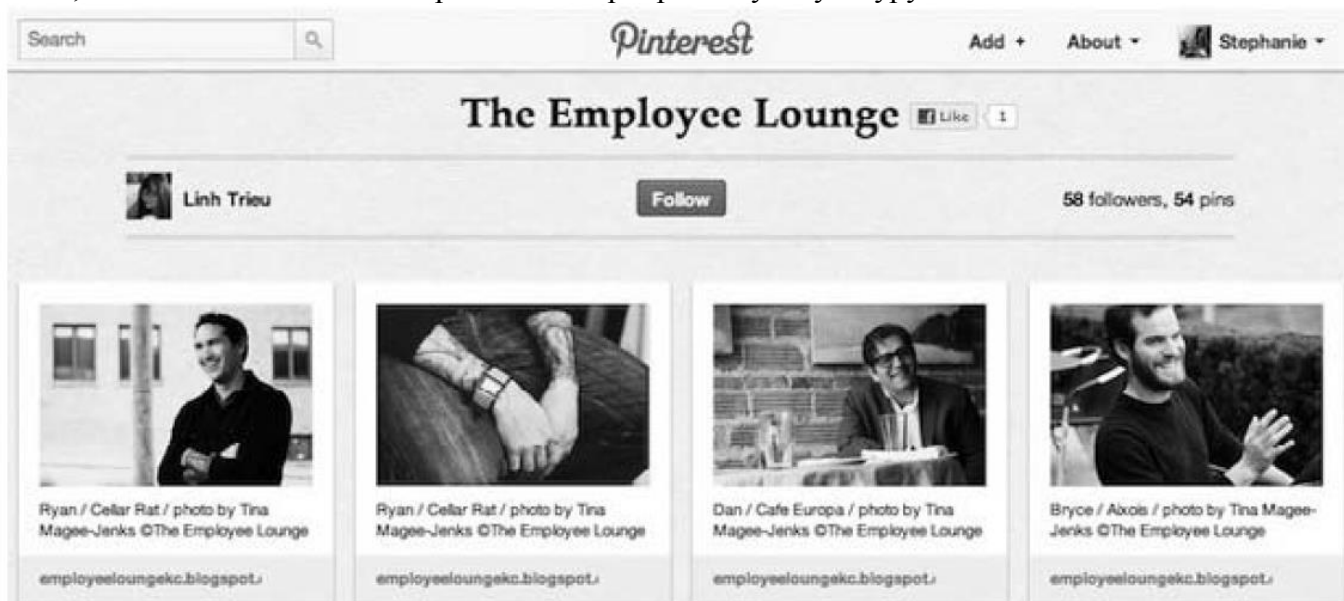 Search
Pinterest
Add +
About
Stephanie
The Employee Lounge
Like
1
Linh Trieu
Follow
58 followers, 54 pins
Ryan / Cellar Rat / photo by Tina
Magee-Jenks ©The Employee Lounge
employeeloungekc.blogspot.
Ryan / Cellar Rat / photo by Tina
Magee-Jenks ©The Employee Lounge
employeeloungekc.blogspot.
Dan / Cafe Europa / photo by Tina
Magee-Jenks ©The Employee Lounge
employeeloungekc.blogspot.
Bryce / Aixois / photo by Tina Magee-
Jenks ©The Employee Lounge
employeeloungekc.blogspot.